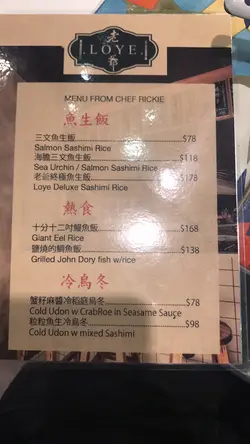 老爺
LOYE
MENU FROM CHEF RICKIE
魚生飯
三文魚生飯 $78
Salmon Sashimi Rice
海膽三文魚生飯 $118
Sea Urchin / Salmon Sashimi Rice
老爺終極魚生飯 $178
Loye Deluxe Sashimi Rice
熱食
十分十二吋鰻魚飯 $168
Giant Eel Rice
鹽燒的鯛魚飯 $138
Grilled John Dory fish w/rice
冷烏冬
蟹籽麻醬冷稻庭烏冬 $78
Cold Udon w CrabRoe in Seasame Sauce
粒粒魚生冷烏冬 $98
Cold Udon w mixed Sashimi